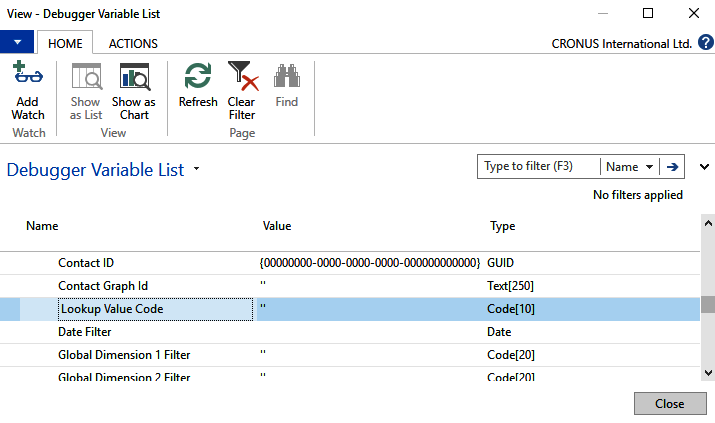 View - Debugger Variable List
HOME ACTIONS CRONUS International Ltd. ?
Add Watch
Show as List
Show as Chart
Refresh
Clear Filter
Find
Watch View Page
Debugger Variable List
Type to filter (F3) Name
No filters applied
Name Value Type
Contact ID {00000000-0000-0000-0000-000000000000} GUID
Contact Graph Id '' Text[250]
Lookup Value Code '' Code[10]
Date Filter Date
Global Dimension 1 Filter '' Code[20]
Global Dimension 2 Filter '' Code[20]
Close